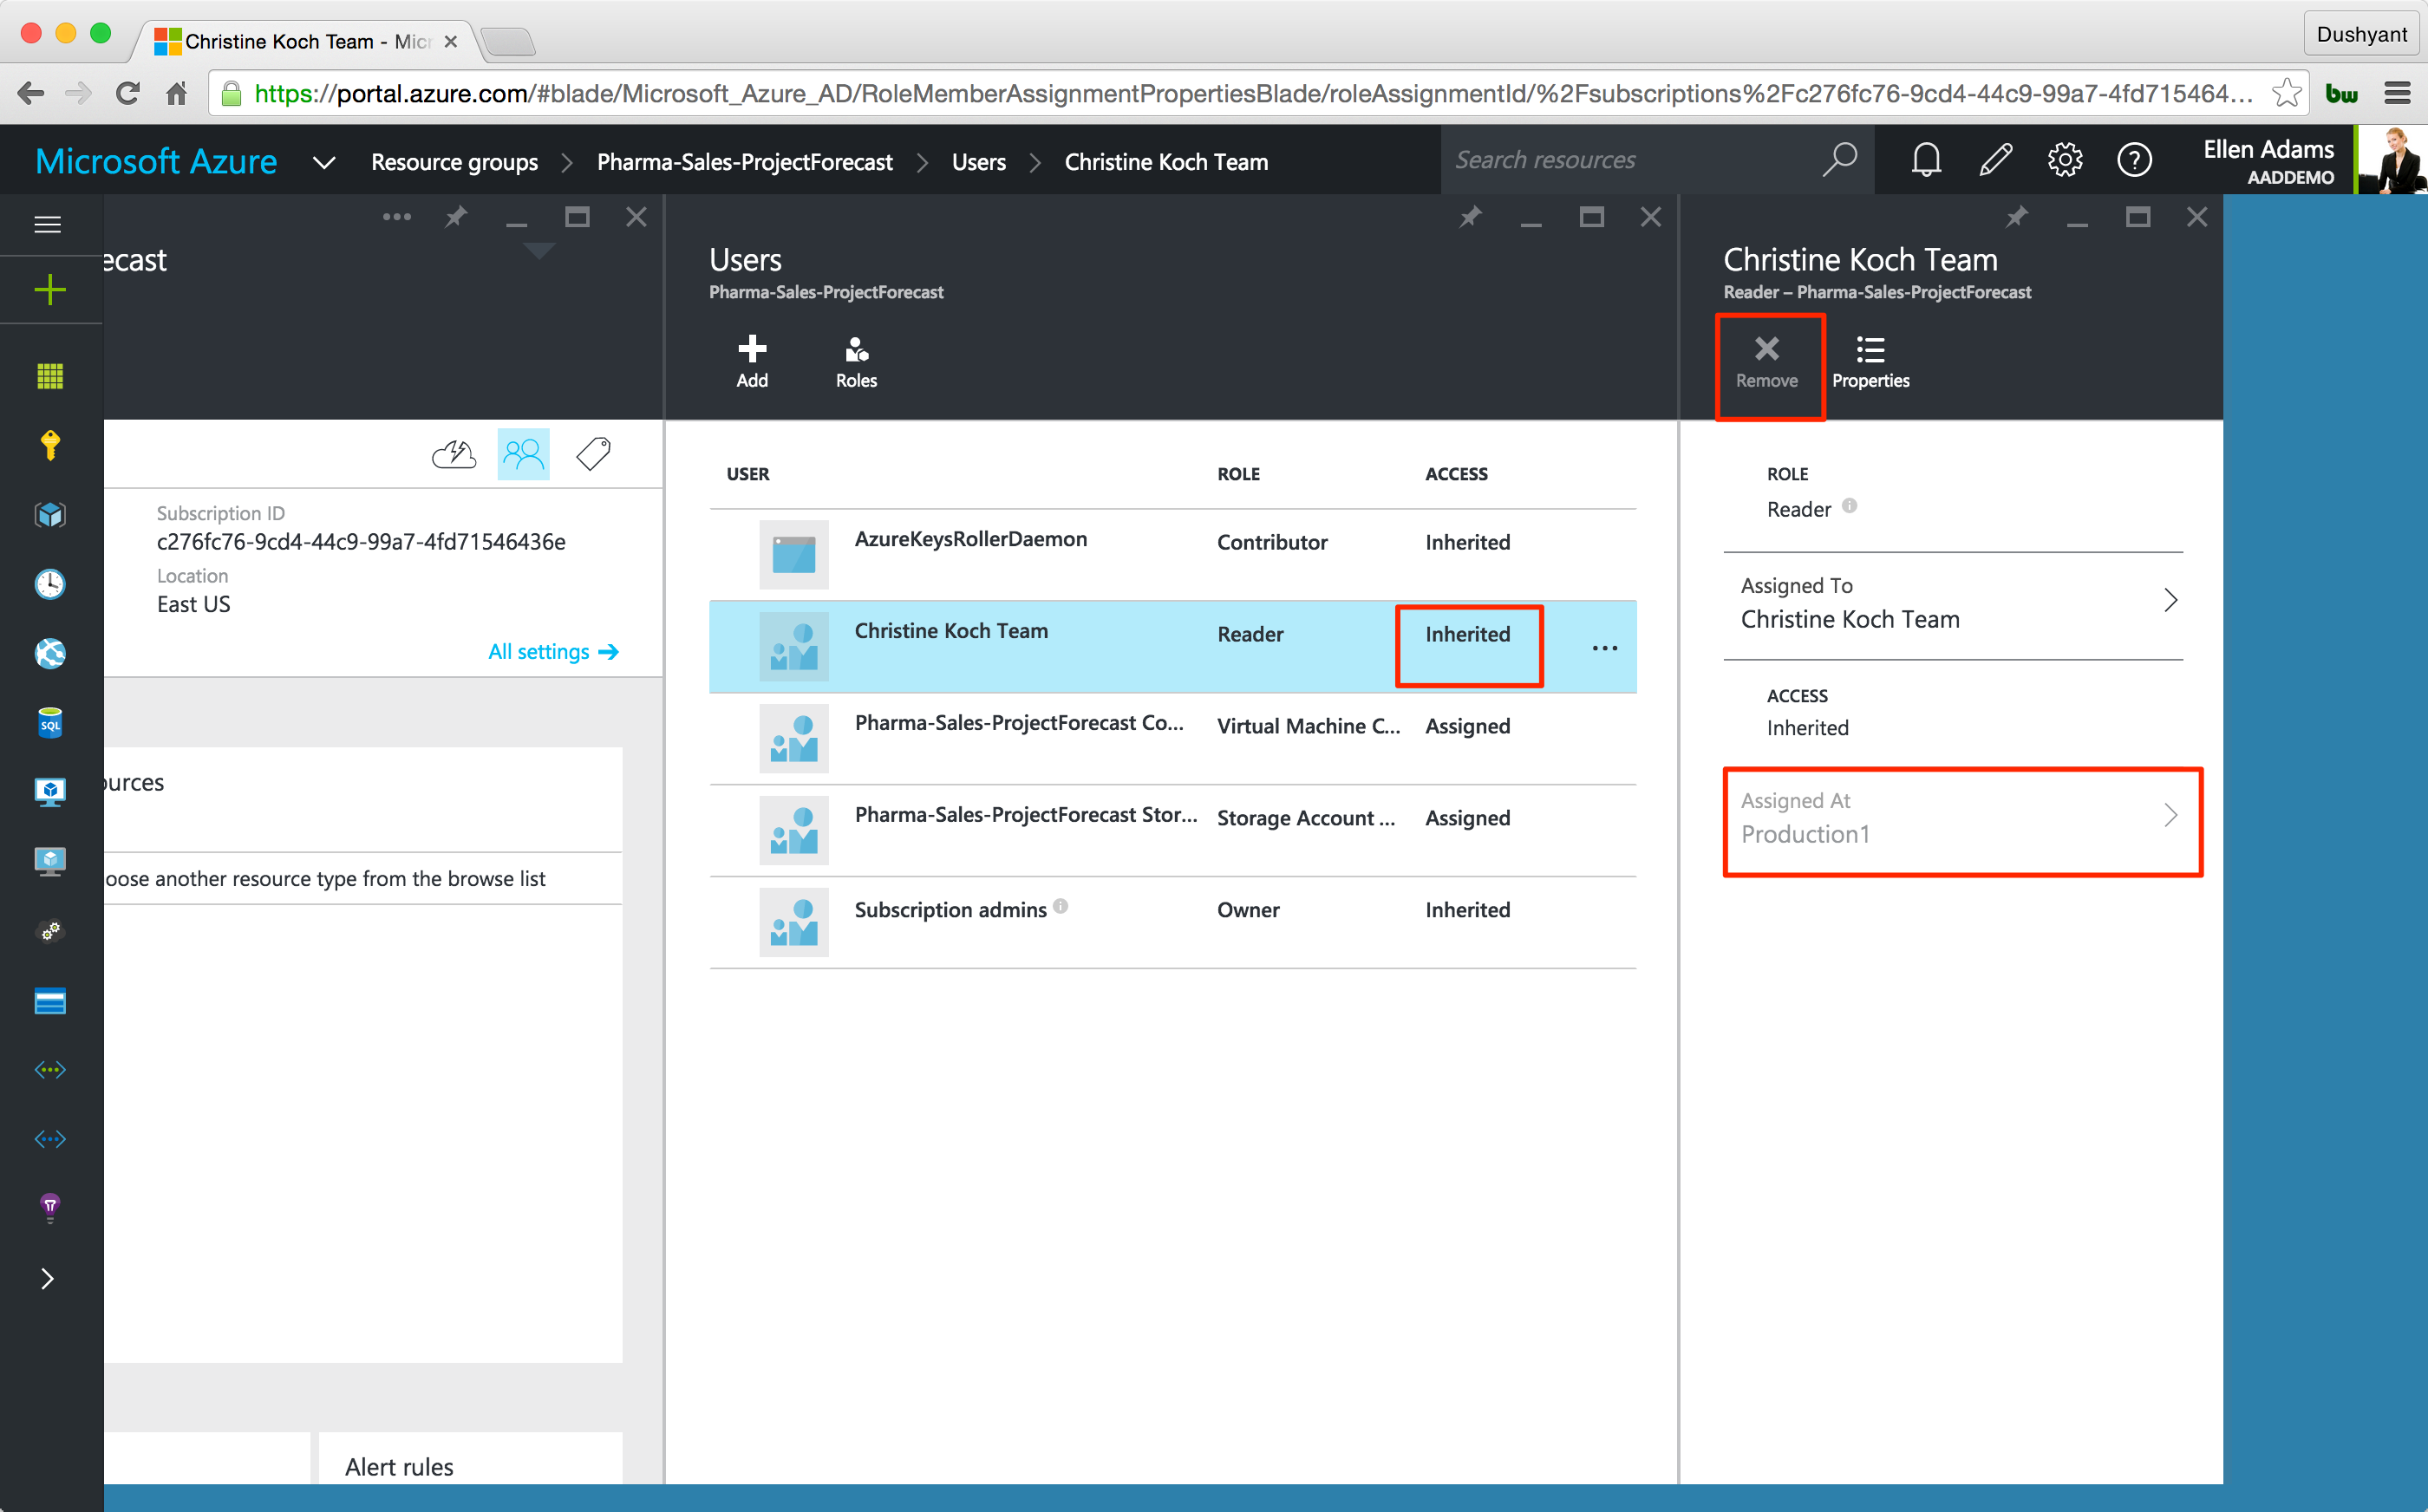 Christine Koch Team - Micr
Dushyant
https://portal.azure.com/#blade/Microsoft_Azure_AD/RoleMemberAssignmentPropertiesBlade/roleAssignmentId/%2Fsubscriptions%2Fc276fc76-9cd4-44c9-99a7-4fd715464...
bw
Microsoft Azure
Resource groups > Pharma-Sales-ProjectForecast > Users > Christine Koch Team
Search resources
Ellen Adams
AADDEMO
ecast
Subscription ID
c276fc76-9cd4-44c9-99a7-4fd71546436e
Location
East US
All settings
SQL
ources
oose another resource type from the browse list
Alert rules
Users
Pharma-Sales-ProjectForecast
Add
Roles
USER ROLE ACCESS
AzureKeysRollerDaemon Contributor Inherited
Christine Koch Team Reader Inherited ...
Pharma-Sales-ProjectForecast Co... Virtual Machine C... Assigned
Pharma-Sales-ProjectForecast Stor... Storage Account ... Assigned
Subscription admins Owner Inherited
Christine Koch Team
Reader – Pharma-Sales-ProjectForecast
Remove
Properties
ROLE
Reader
Assigned To
Christine Koch Team
ACCESS
Inherited
Assigned At
Production1